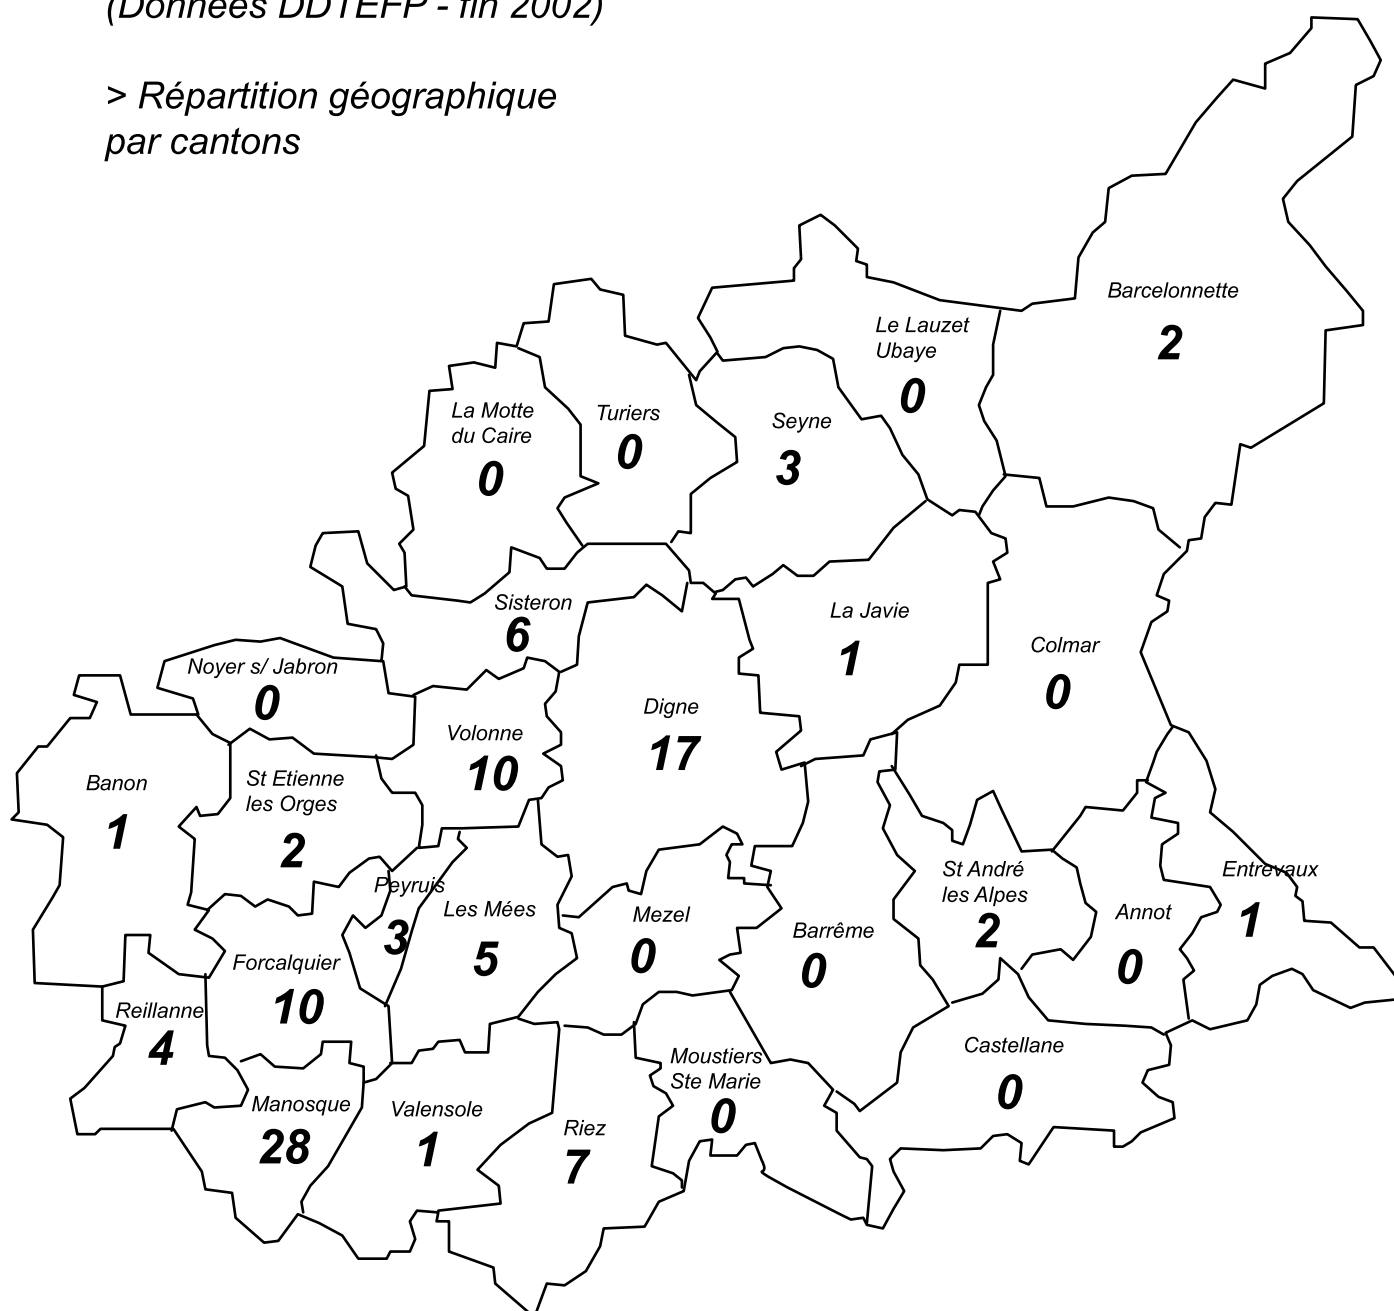 (Données DDTEFP - fin 2002)
> Répartition géographique
par cantons
Barcelonnette
2
Le Lauzet
Ubaye
0
La Motte
du Caire
0
Turiers
0
Seyne
3
Sisteron
6
La Javie
1
Colmar
0
Noyer s/ Jabron
0
Volonne
10
Digne
17
Banon
1
St Etienne
les Orges
2
Peyruis
3
Les Mées
5
Mezel
0
Barrême
0
St André
les Alpes
2
Annot
0
Entrevaux
1
Forcalquier
10
Reillanne
4
Manosque
28
Valensole
1
Riez
7
Moustiers
Ste Marie
0
Castellane
0